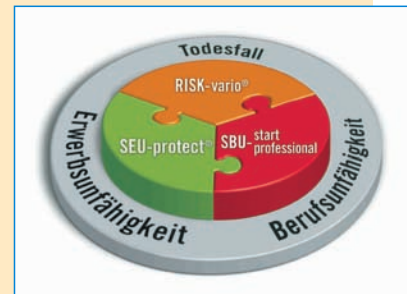 Todesfall
RISK-vario®
SEU-protect®
SBU-start
professional
Erwerbsunfähigkeit
Berufsunfähigkeit